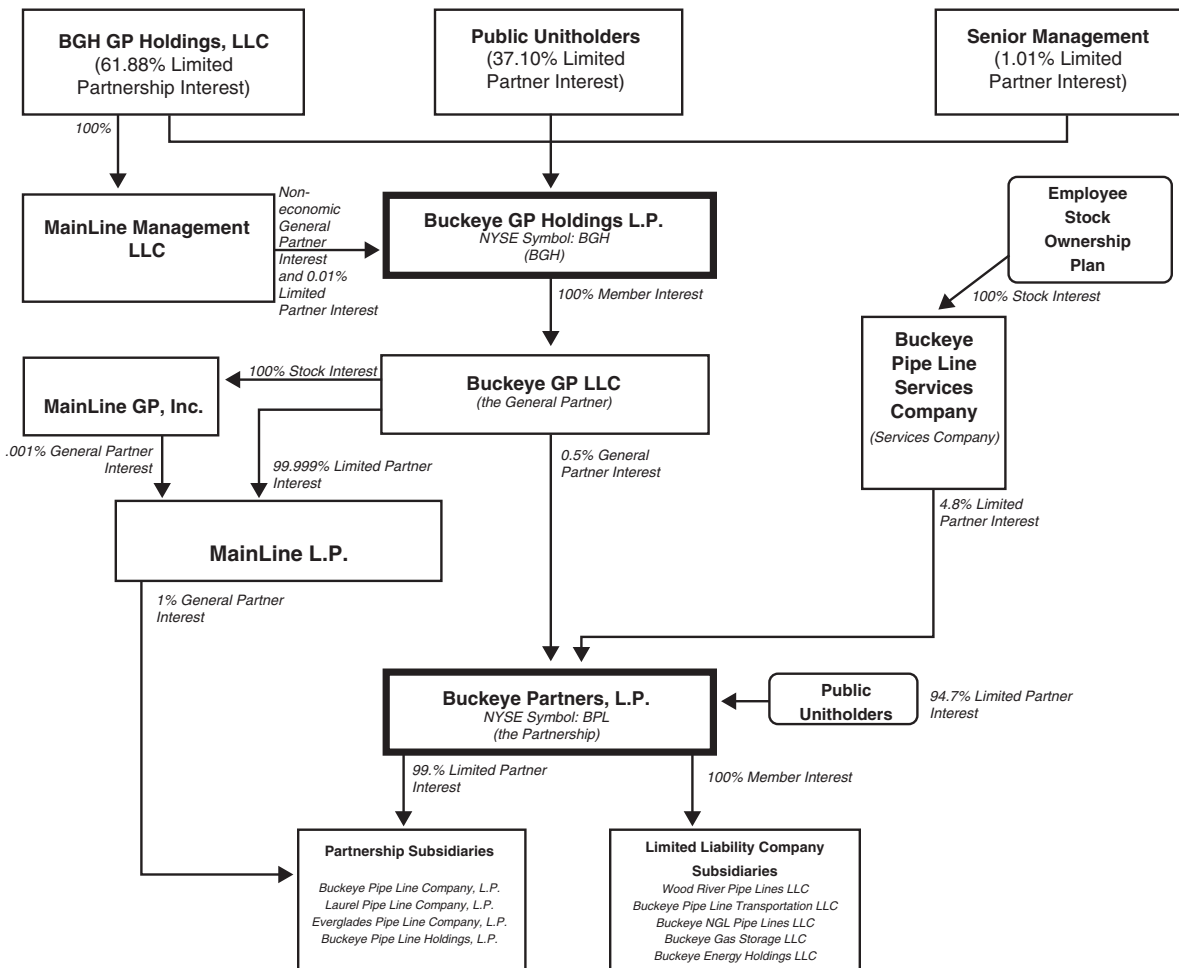 BGH GP Holdings, LLC
(61.88% Limited
Partnership Interest)
Public Unitholders
(37.10% Limited
Partner Interest)
Senior Management
(1.01% Limited
Partner Interest)
100%
MainLine Management
LLC
Non-
economic
General
Partner
Interest
and 0.01%
Limited
Partner Interest
Buckeye GP Holdings L.P.
NYSE Symbol: BGH
(BGH)
Employee
Stock
Ownership
Plan
100% Member Interest
100% Stock Interest
Buckeye
Pipe Line
Services
Company
(Services Company)
MainLine GP, Inc.
100% Stock Interest
Buckeye GP LLC
(the General Partner)
.001% General Partner
Interest
99.999% Limited Partner
Interest
0.5% General
Partner Interest
4.8% Limited
Partner Interest
MainLine L.P.
1% General Partner
Interest
Buckeye Partners, L.P.
NYSE Symbol: BPL
(the Partnership)
Public
Unitholders
94.7% Limited Partner
Interest
99.% Limited Partner
Interest
100% Member Interest
Partnership Subsidiaries
Buckeye Pipe Line Company, L.P.
Laurel Pipe Line Company, L.P.
Everglades Pipe Line Company, L.P.
Buckeye Pipe Line Holdings, L.P.
Limited Liability Company
Subsidiaries
Wood River Pipe Lines LLC
Buckeye Pipe Line Transportation LLC
Buckeye NGL Pipe Lines LLC
Buckeye Gas Storage LLC
Buckeye Energy Holdings LLC